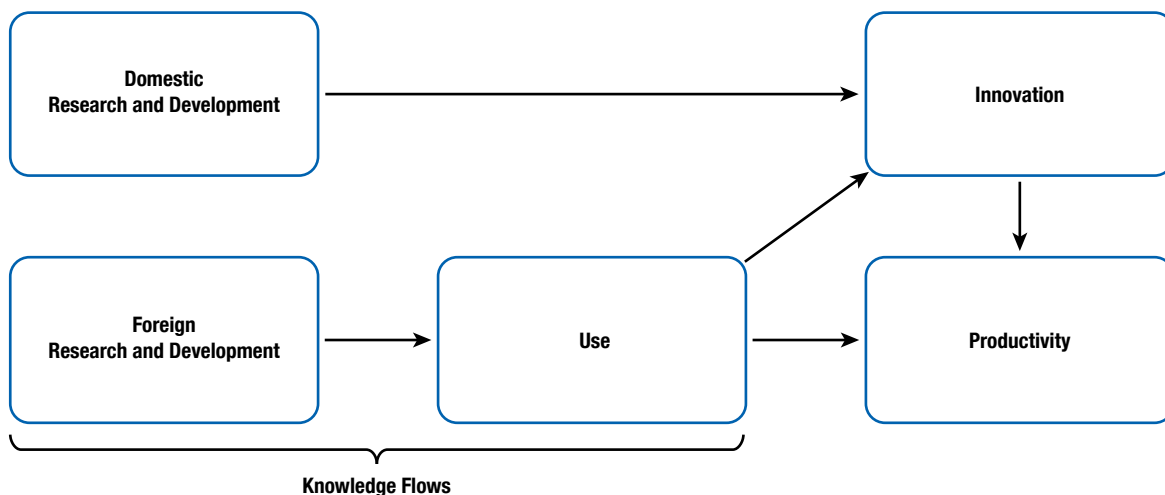 Domestic
Research and Development
Innovation
Foreign
Research and Development
Use
Productivity
Knowledge Flows